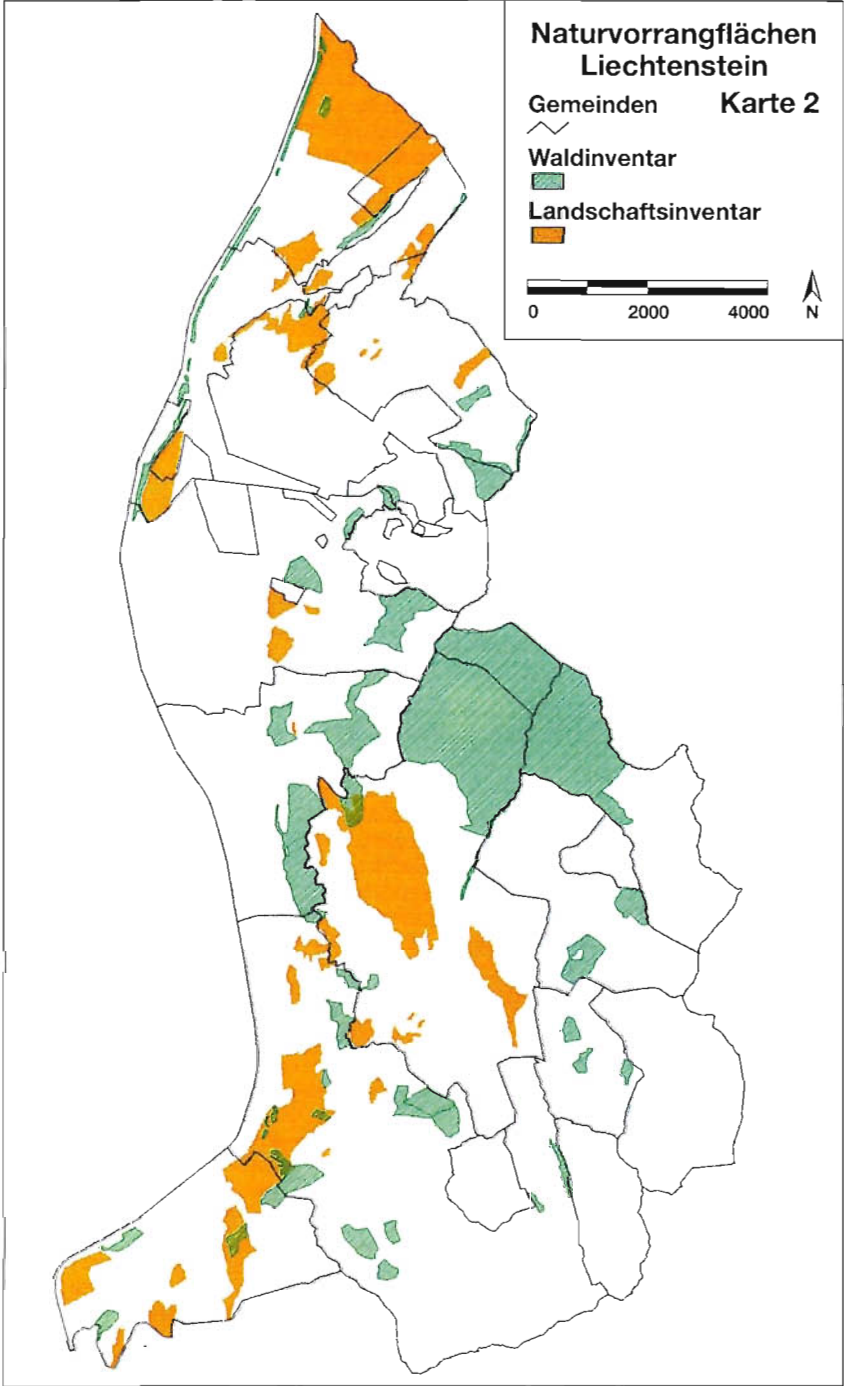 Naturvorrangflächen
Liechtenstein
Gemeinden Karte 2
Waldinventar
Landschaftsinventar
0 2000 4000 N